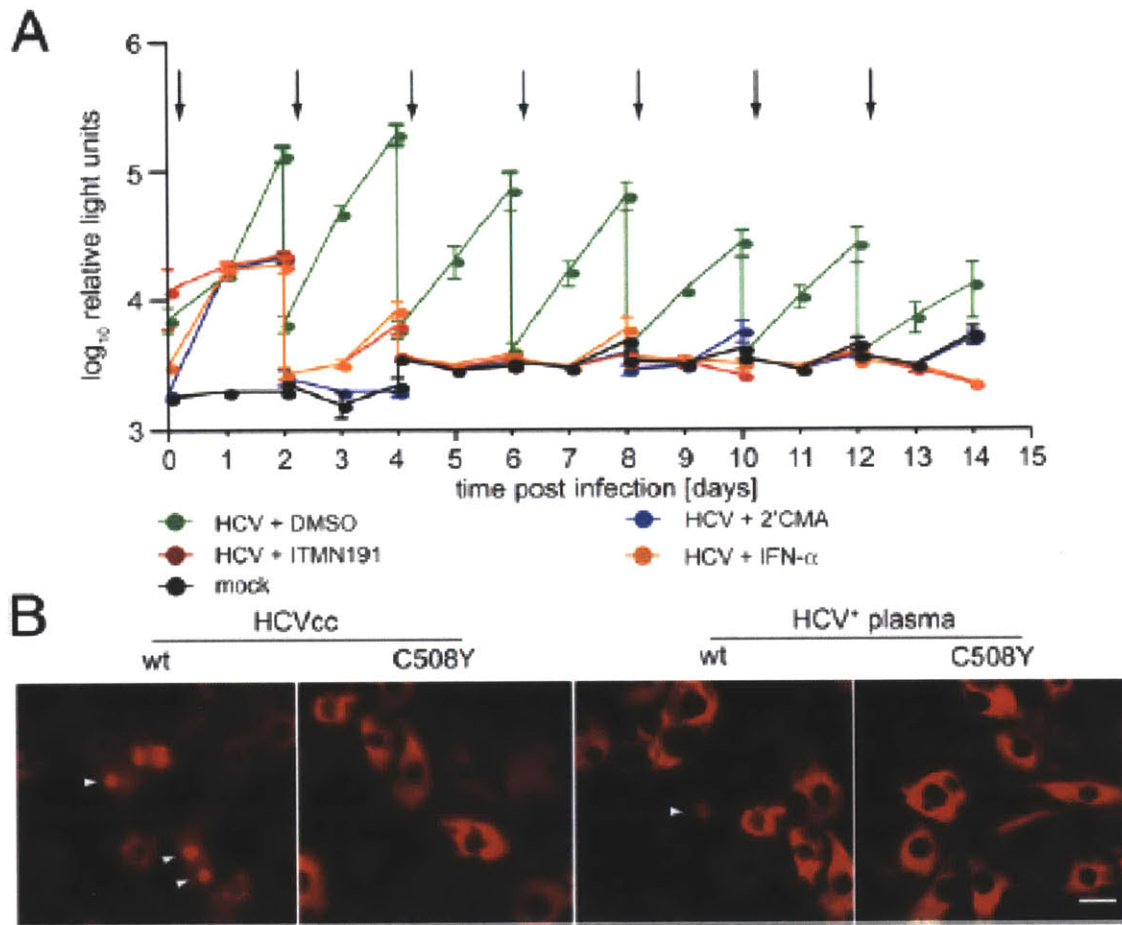 A
log₁₀ relative light units
6
5
4
3
0 1 2 3 4 5 6 7 8 9 10 11 12 13 14 15
time post infection [days]
HCV + DMSO HCV + 2'CMA
HCV + ITMN191 HCV + IFN-α
mock
B
HCVcc HCV⁺ plasma
wt C508Y wt C508Y